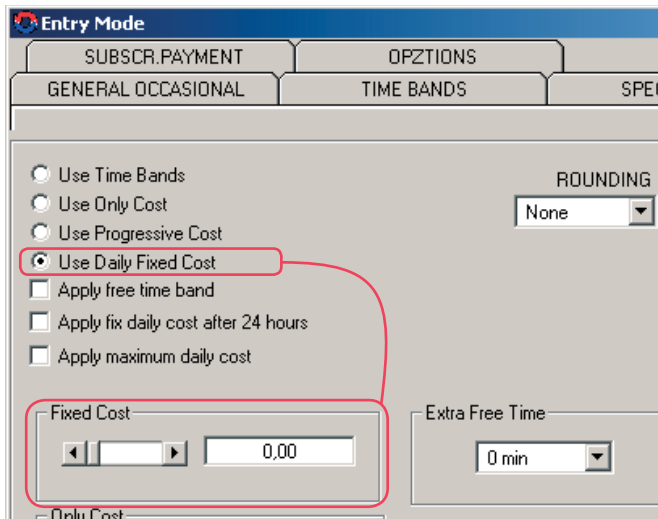 Entry Mode
SUBSCR.PAYMENT OPZTIONS
GENERAL OCCASIONAL TIME BANDS SPE
Use Time Bands
ROUNDING
Use Only Cost
None
Use Progressive Cost
Use Daily Fixed Cost
Apply free time band
Apply fix daily cost after 24 hours
Apply maximum daily cost
Fixed Cost Extra Free Time
0,00 0 min
Only Cost